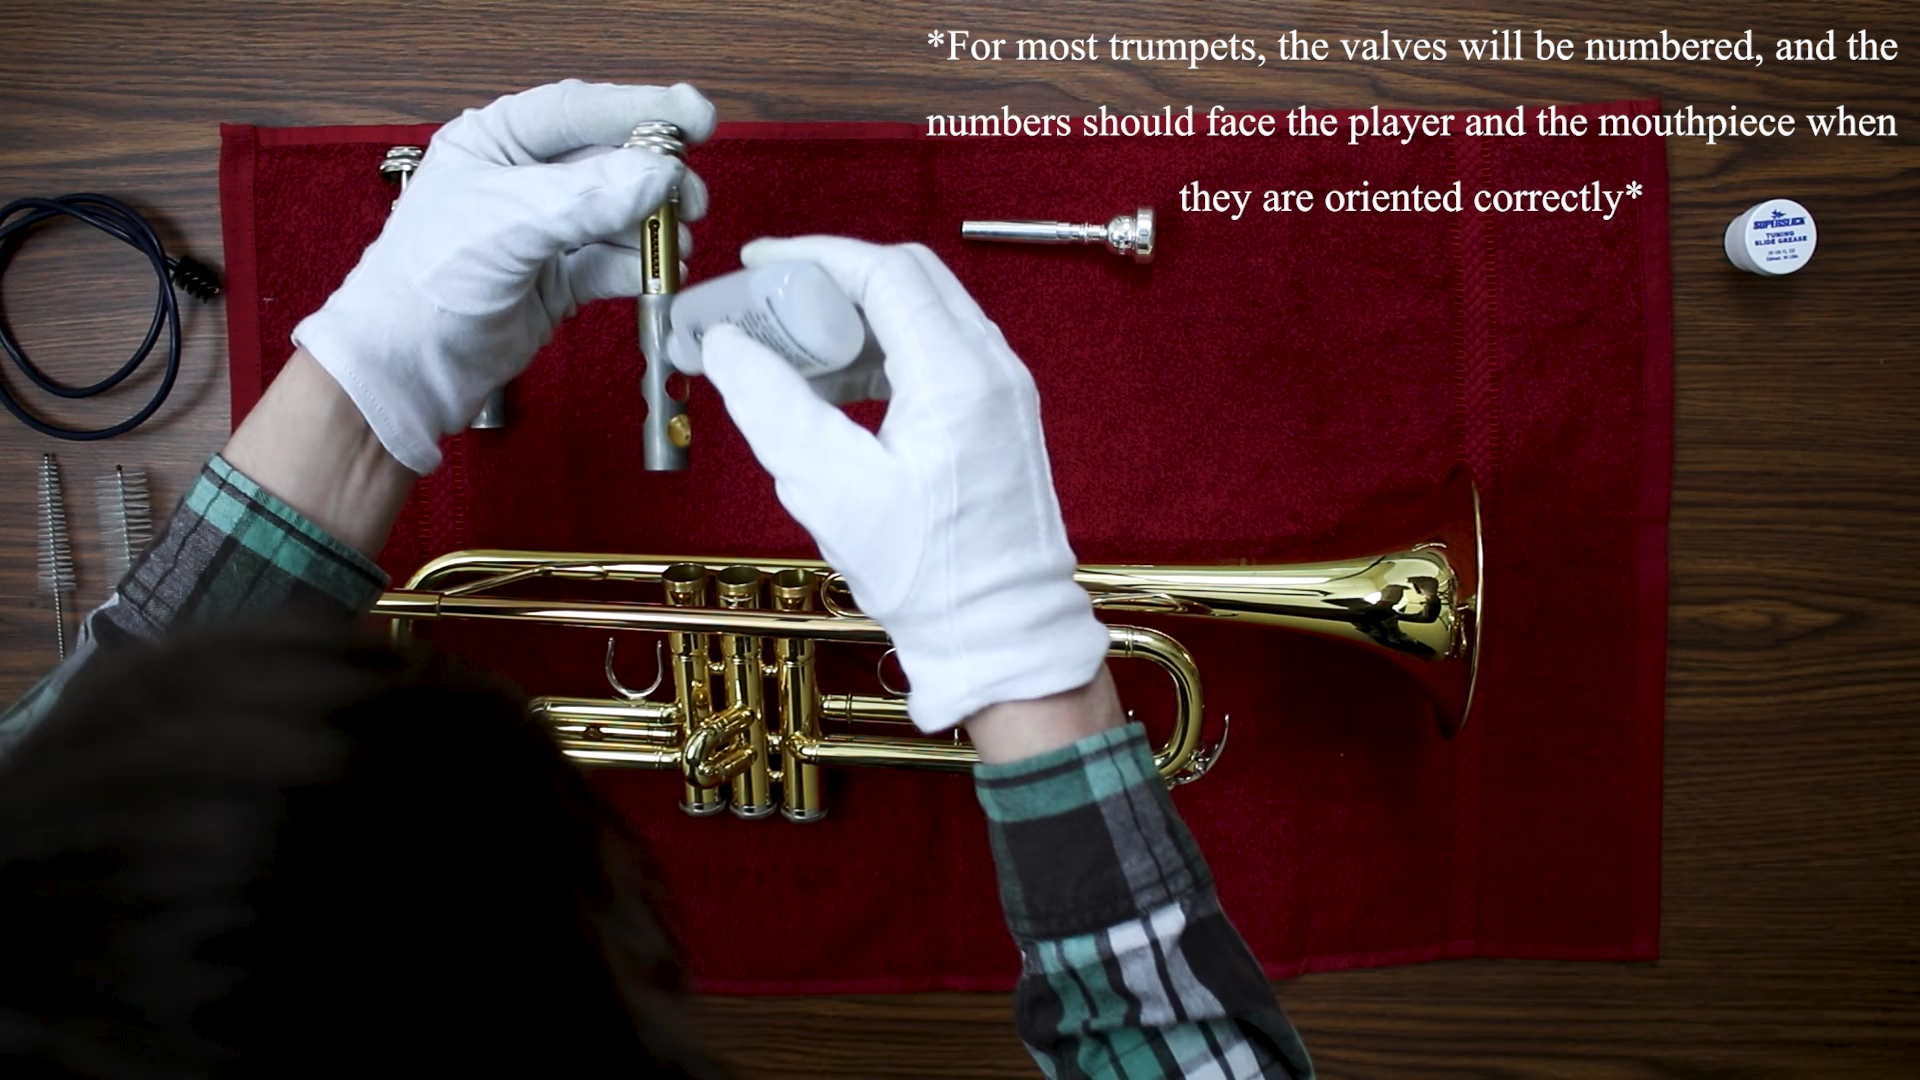 *For most trumpets, the valves will be numbered, and the
numbers should face the player and the mouthpiece when
they are oriented correctly*
SUPERSLICK
TUNING
SLIDE GREASE